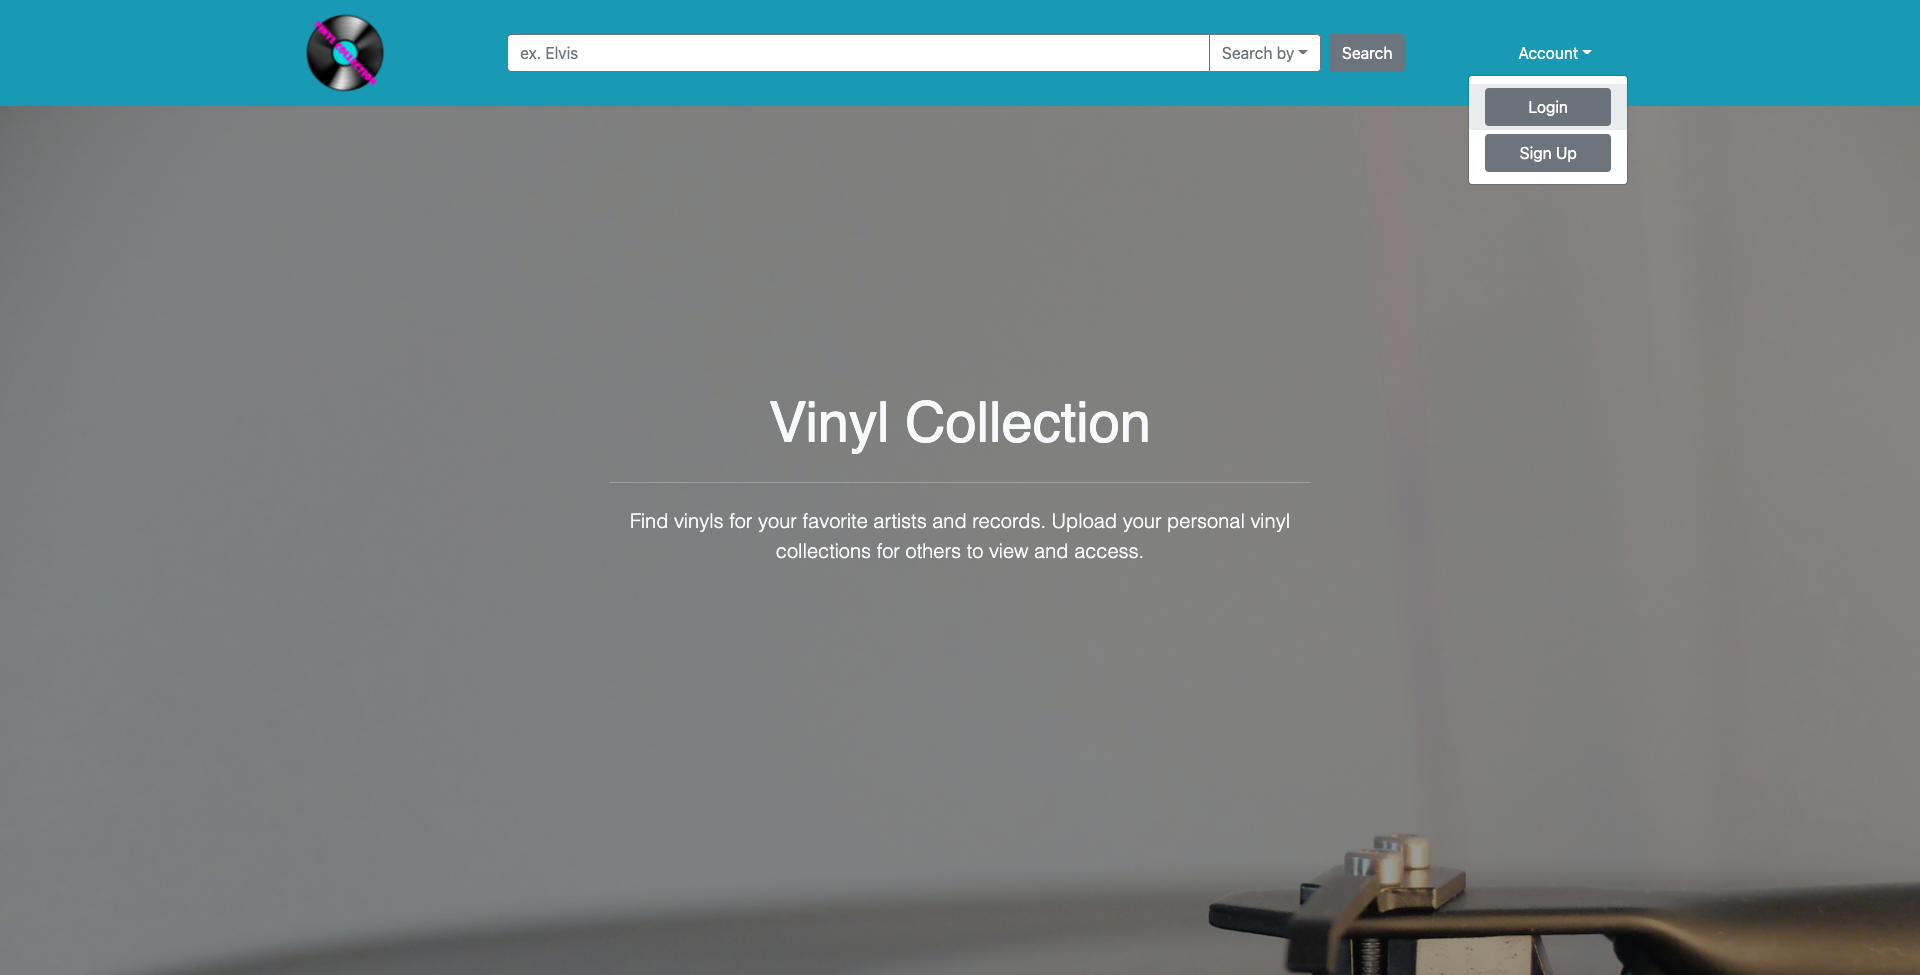 VINYL COLLECTION
ex. Elvis
Search by
Search
Account
Login
Sign Up
Vinyl Collection
Find vinyls for your favorite artists and records. Upload your personal vinyl
collections for others to view and access.